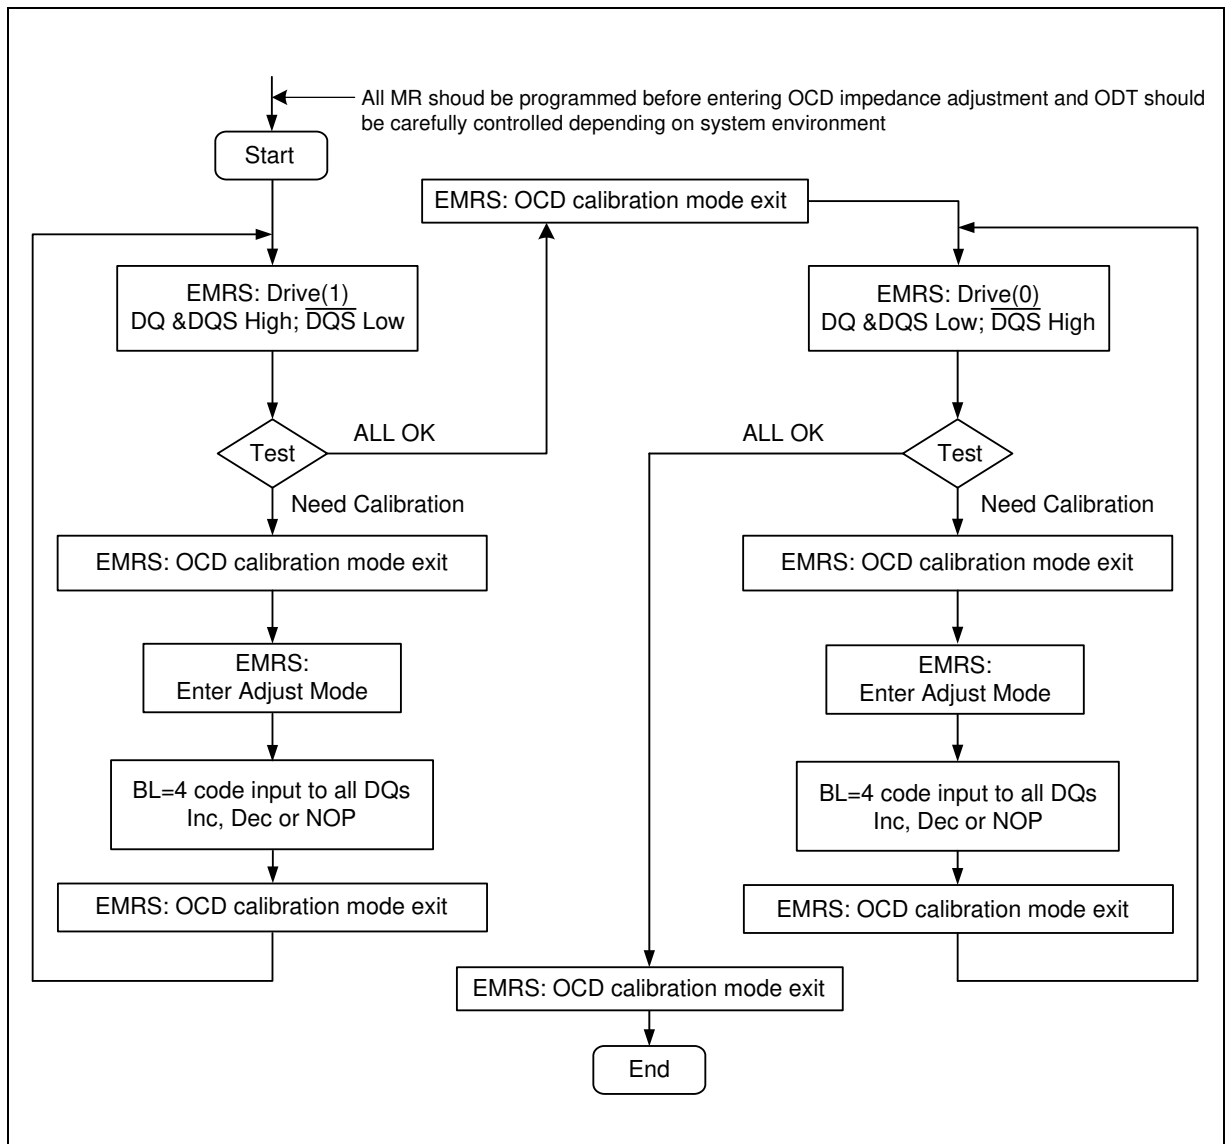 All MR shoud be programmed before entering OCD impedance adjustment and ODT should
be carefully controlled depending on system environment
Start
EMRS: Drive(1)
DQ &DQS High; D̅Q̅S̅ Low
Test
ALL OK
Need Calibration
EMRS: OCD calibration mode exit
EMRS:
Enter Adjust Mode
BL=4 code input to all DQs
Inc, Dec or NOP
EMRS: OCD calibration mode exit
EMRS: OCD calibration mode exit
EMRS: Drive(0)
DQ &DQS Low; D̅Q̅S̅ High
Test
ALL OK
Need Calibration
EMRS: OCD calibration mode exit
EMRS:
Enter Adjust Mode
BL=4 code input to all DQs
Inc, Dec or NOP
EMRS: OCD calibration mode exit
EMRS: OCD calibration mode exit
End